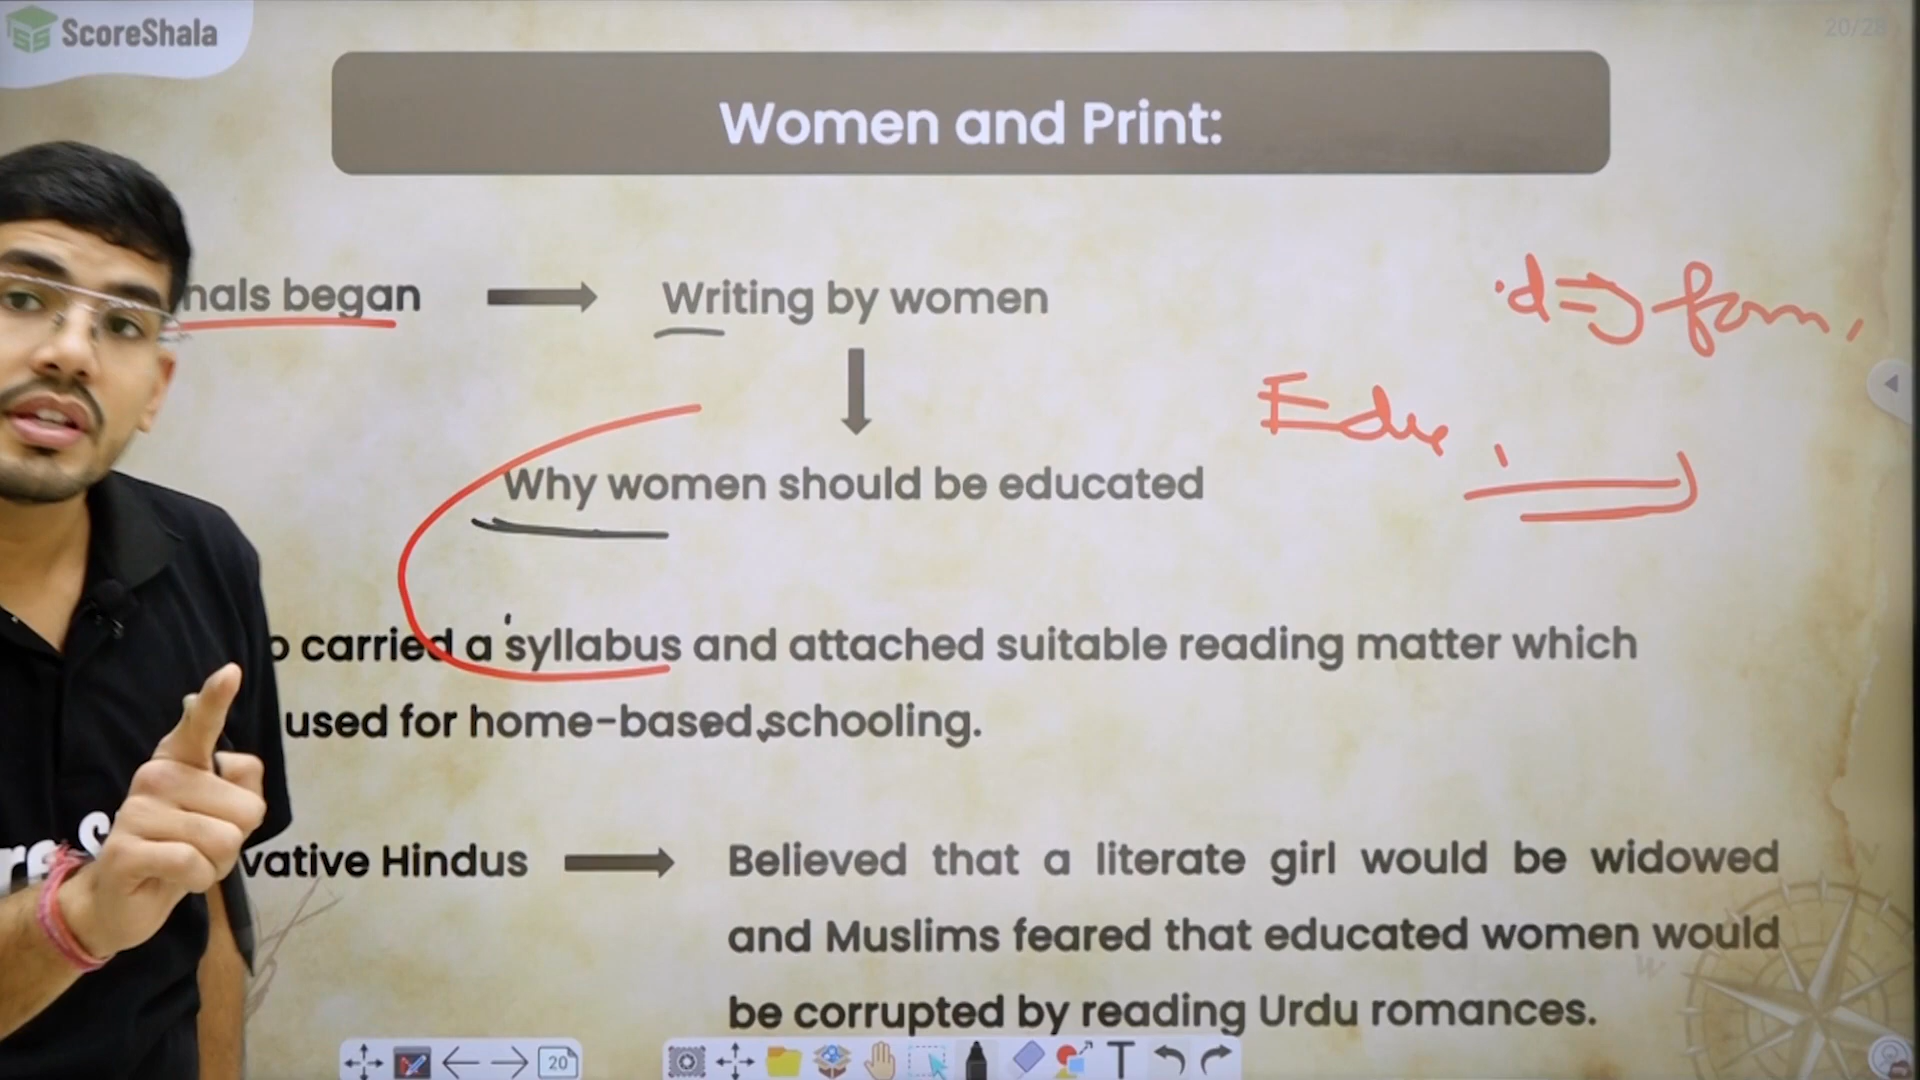 ScoreShala
20/28
Women and Print:
nals began
Writing by women
Why women should be educated
carried a syllabus and attached suitable reading matter which
used for home-based schooling.
vative Hindus
Believed that a literate girl would be widowed
and Muslims feared that educated women would
be corrupted by reading Urdu romances.
20